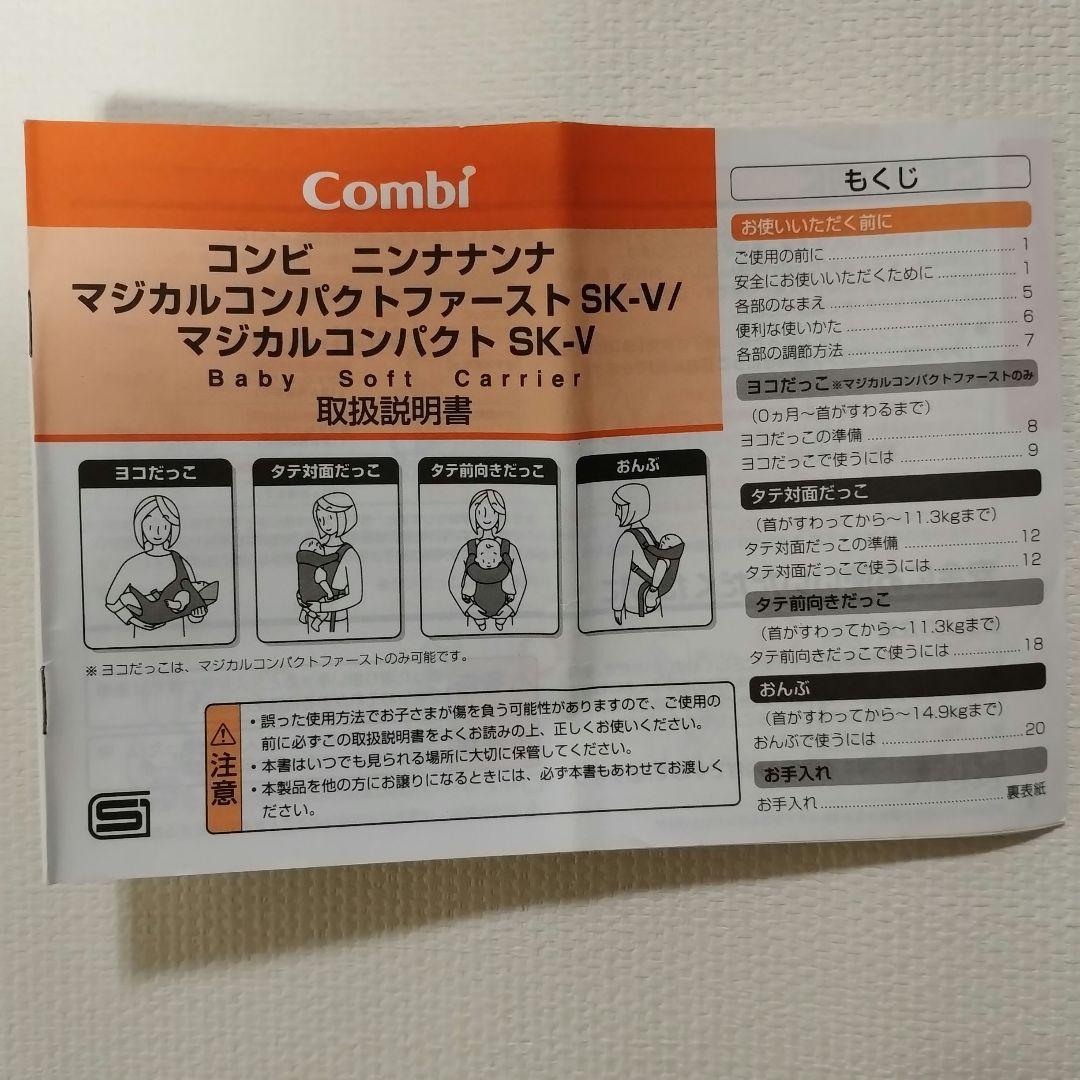 Combi
コンビ ニンナナンナ
マジカルコンパクトファースト SK-V/
マジカルコンパクト SK-V
Baby Soft Carrier
取扱説明書
ヨコだっこ
タテ対面だっこ
タテ前向きだっこ
おんぶ
※ ヨコだっこは、マジカルコンパクトファーストのみ可能です。
注意
・誤った使用方法でお子さまが傷を負う可能性がありますので、ご使用の
前に必ずこの取扱説明書をよくお読みの上、正しくお使いください。
・本書はいつでも見られる場所に大切に保管してください。
・本製品を他の方にお譲りになるときには、必ず本書もあわせてお渡しく
ださい。
もくじ
お使いいただく前に
ご使用の前に 1
安全にお使いいただくために 1
各部のなまえ 5
便利な使いかた 6
各部の調節方法 7
ヨコだっこ ※マジカルコンパクトファーストのみ
(0ヵ月〜首がすわるまで)
ヨコだっこの準備 8
ヨコだっこで使うには 9
タテ対面だっこ
(首がすわってから〜11.3kgまで)
タテ対面だっこの準備 12
タテ対面だっこで使うには 12
タテ前向きだっこ
(首がすわってから〜11.3kgまで)
タテ前向きだっこで使うには 18
おんぶ
(首がすわってから〜14.9kgまで)
おんぶで使うには 20
お手入れ
お手入れ 裏表紙